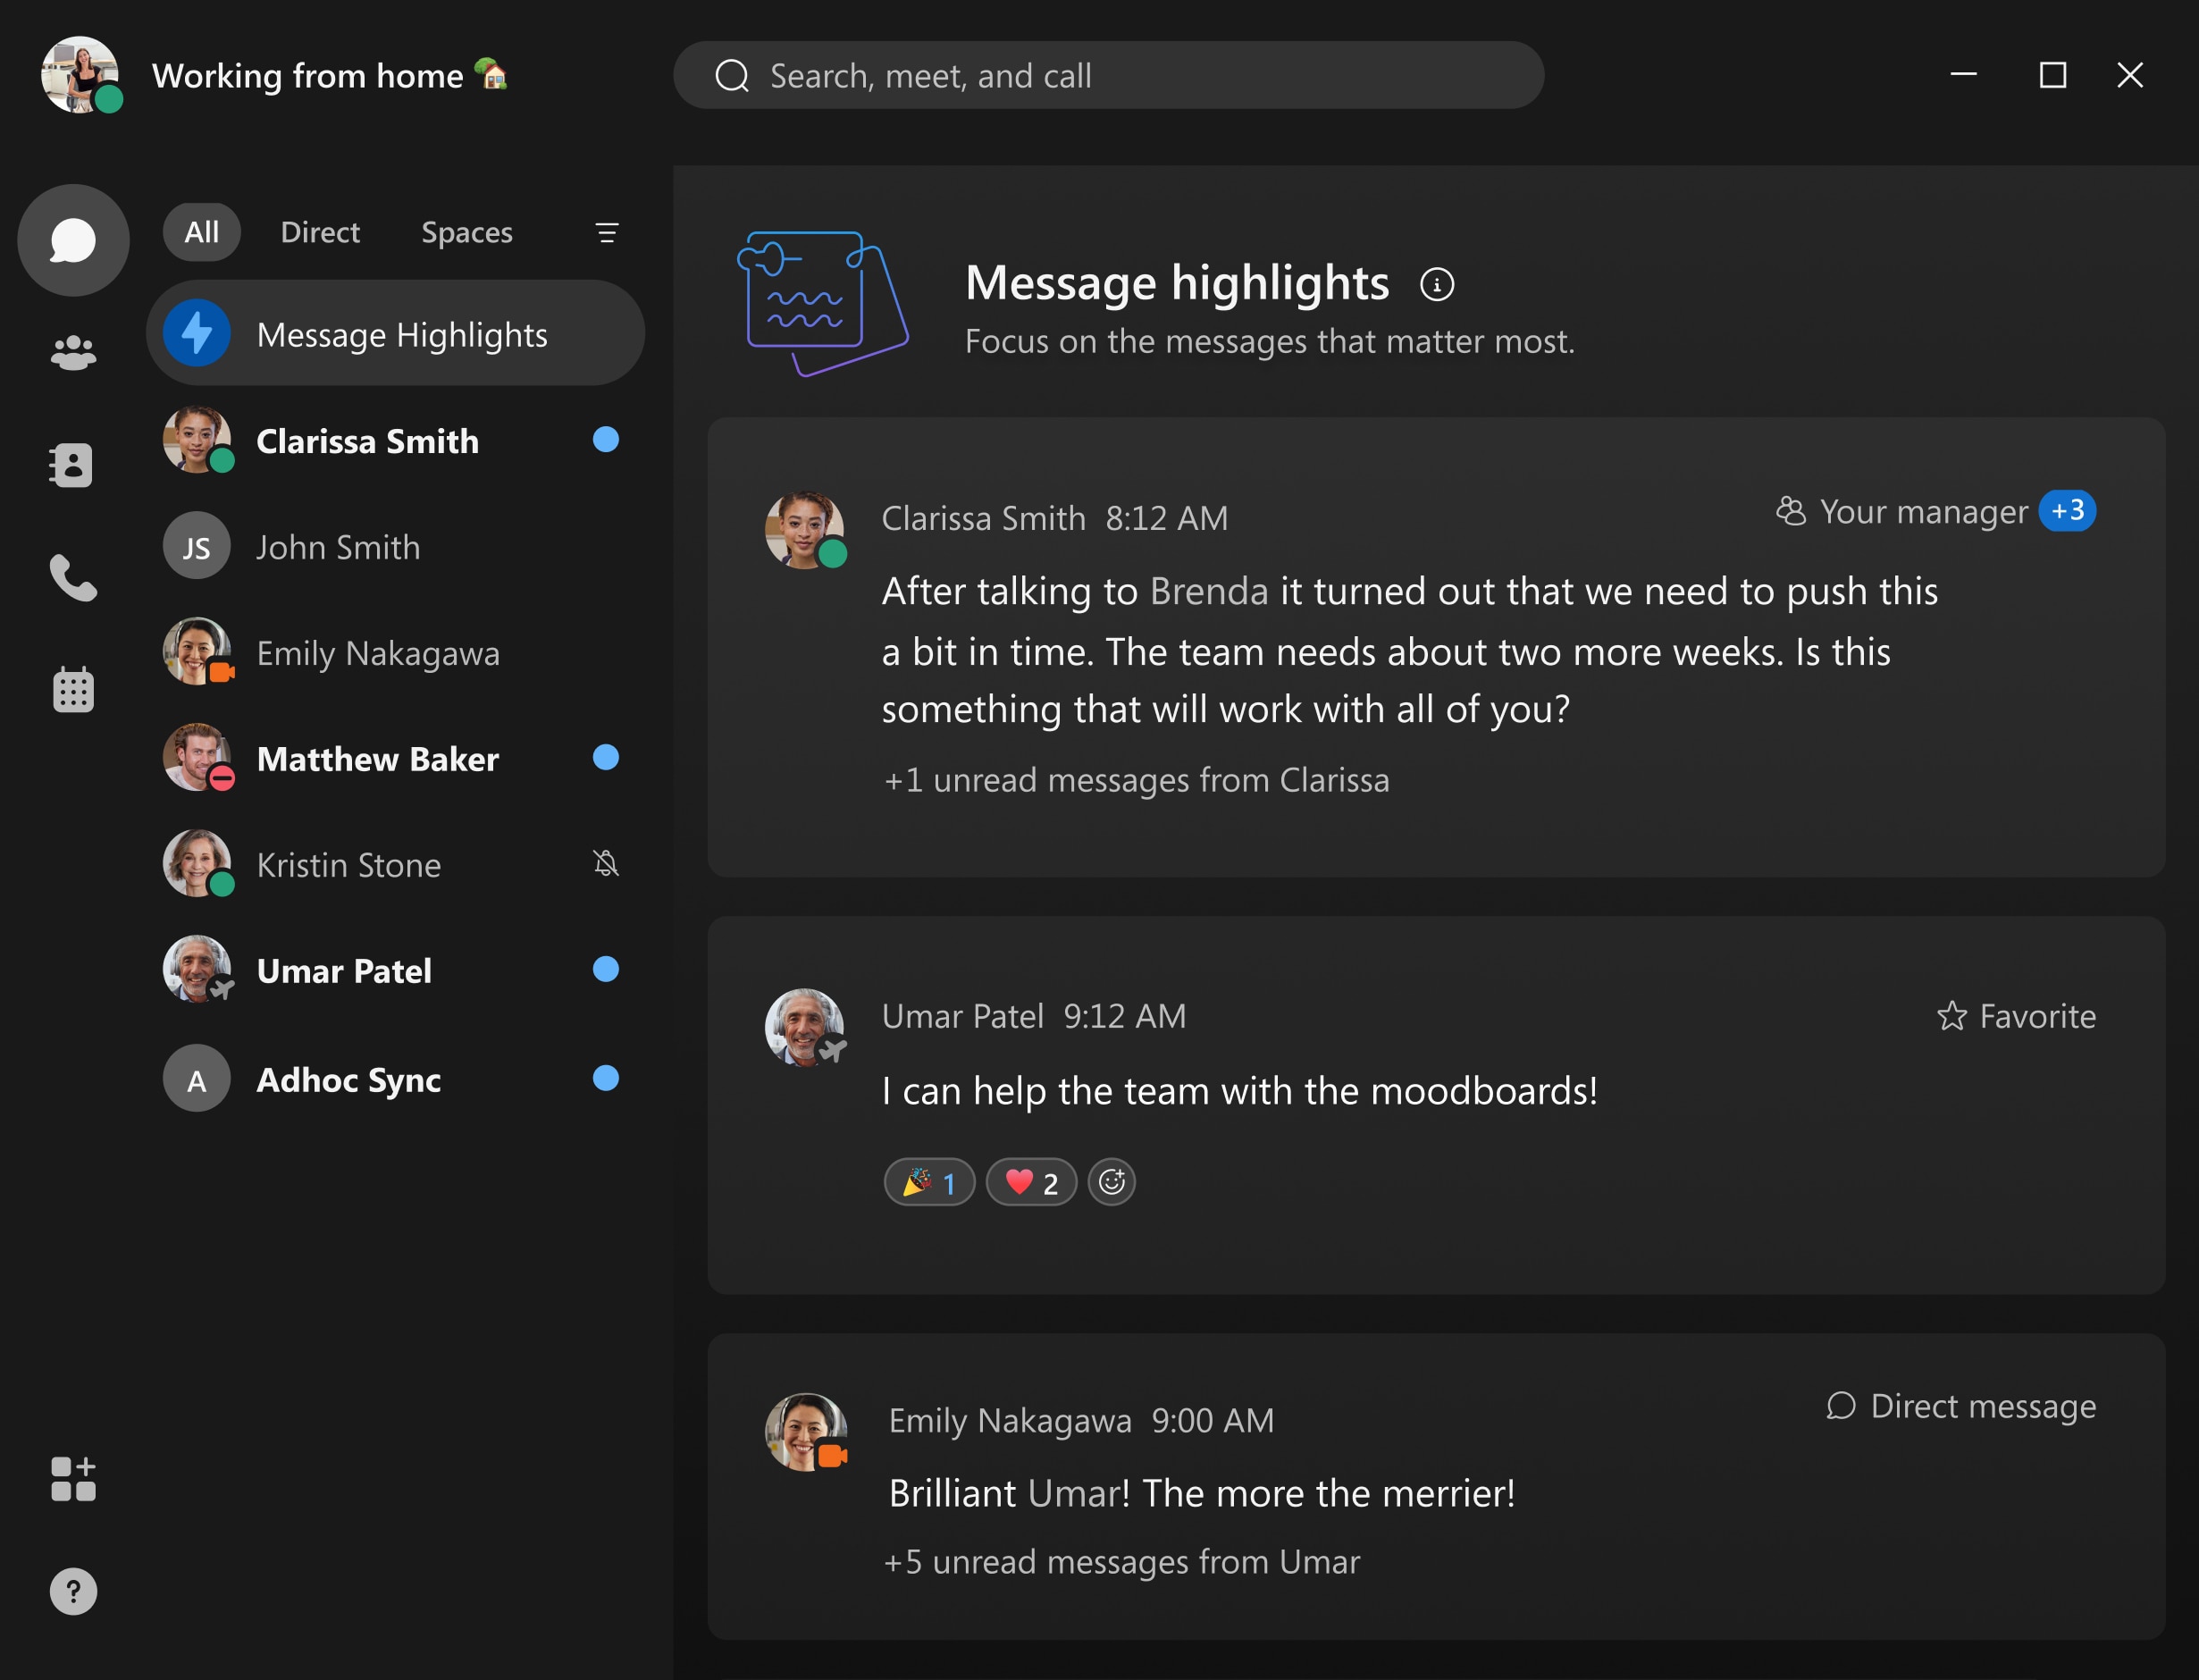 Working from home
Search, meet, and call
All
Direct
Spaces
Message Highlights
Clarissa Smith
JS
John Smith
Emily Nakagawa
Matthew Baker
Kristin Stone
Umar Patel
A
Adhoc Sync
?
Message highlights
Focus on the messages that matter most.
Clarissa Smith 8:12 AM
Your manager +3
After talking to Brenda it turned out that we need to push this
a bit in time. The team needs about two more weeks. Is this
something that will work with all of you?
+1 unread messages from Clarissa
Umar Patel 9:12 AM
Favorite
I can help the team with the moodboards!
1
2
Emily Nakagawa 9:00 AM
Direct message
Brilliant Umar! The more the merrier!
+5 unread messages from Umar